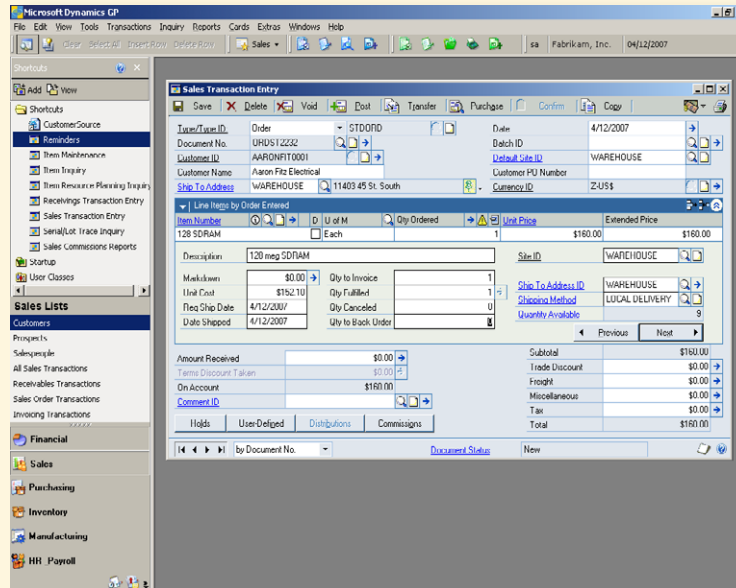 Microsoft Dynamics GP
File Edit View Tools Transactions Inquiry Reports Cards Extras Windows Help
Clear Select All Insert Row Delete Row Sales sa Fabrikam, Inc. 04/12/2007
Shortcuts
Add View
Shortcuts
CustomerSource
Reminders
Item Maintenance
Item Inquiry
Item Resource Planning Inquiry
Receivings Transaction Entry
Sales Transaction Entry
Serial/Lot Trace Inquiry
Sales Commissions Reports
Startup
User Classes
Sales Lists
Customers
Prospects
Salespeople
All Sales Transactions
Receivables Transactions
Sales Order Transactions
Invoicing Transactions
Financial
Sales
Purchasing
Inventory
Manufacturing
HR_Payroll
Sales Transaction Entry
Save Delete Void Post Transfer Purchase Confirm Copy
Type/Type ID Order STDORD Date 4/12/2007
Document No. ORDST2232 Batch ID
Customer ID AARONFIT0001 Default Site ID WAREHOUSE
Customer Name Aaron Fitz Electrical Customer PO Number
Ship To Address WAREHOUSE 11403 45 St. South Currency ID Z-US$
Line Items by Order Entered
Item Number D U of M Qty Ordered Unit Price Extended Price
128 SDRAM Each 1 $160.00 $160.00
Description 128 meg SDRAM Site ID WAREHOUSE
Markdown $0.00 Qty to Invoice 1
Unit Cost $152.10 Qty Fulfilled 1 Ship To Address ID WAREHOUSE
Req Ship Date 4/12/2007 Qty Canceled 0 Shipping Method LOCAL DELIVERY
Date Shipped 4/12/2007 Qty to Back Order Quantity Available 9
Previous Next
Amount Received $0.00 Subtotal $160.00
Terms Discount Taken $0.00 Trade Discount $0.00
On Account $160.00 Freight $0.00
Comment ID Miscellaneous $0.00
Tax $0.00
Holds User-Defined Distributions Commissions Total $160.00
by Document No. Document Status New